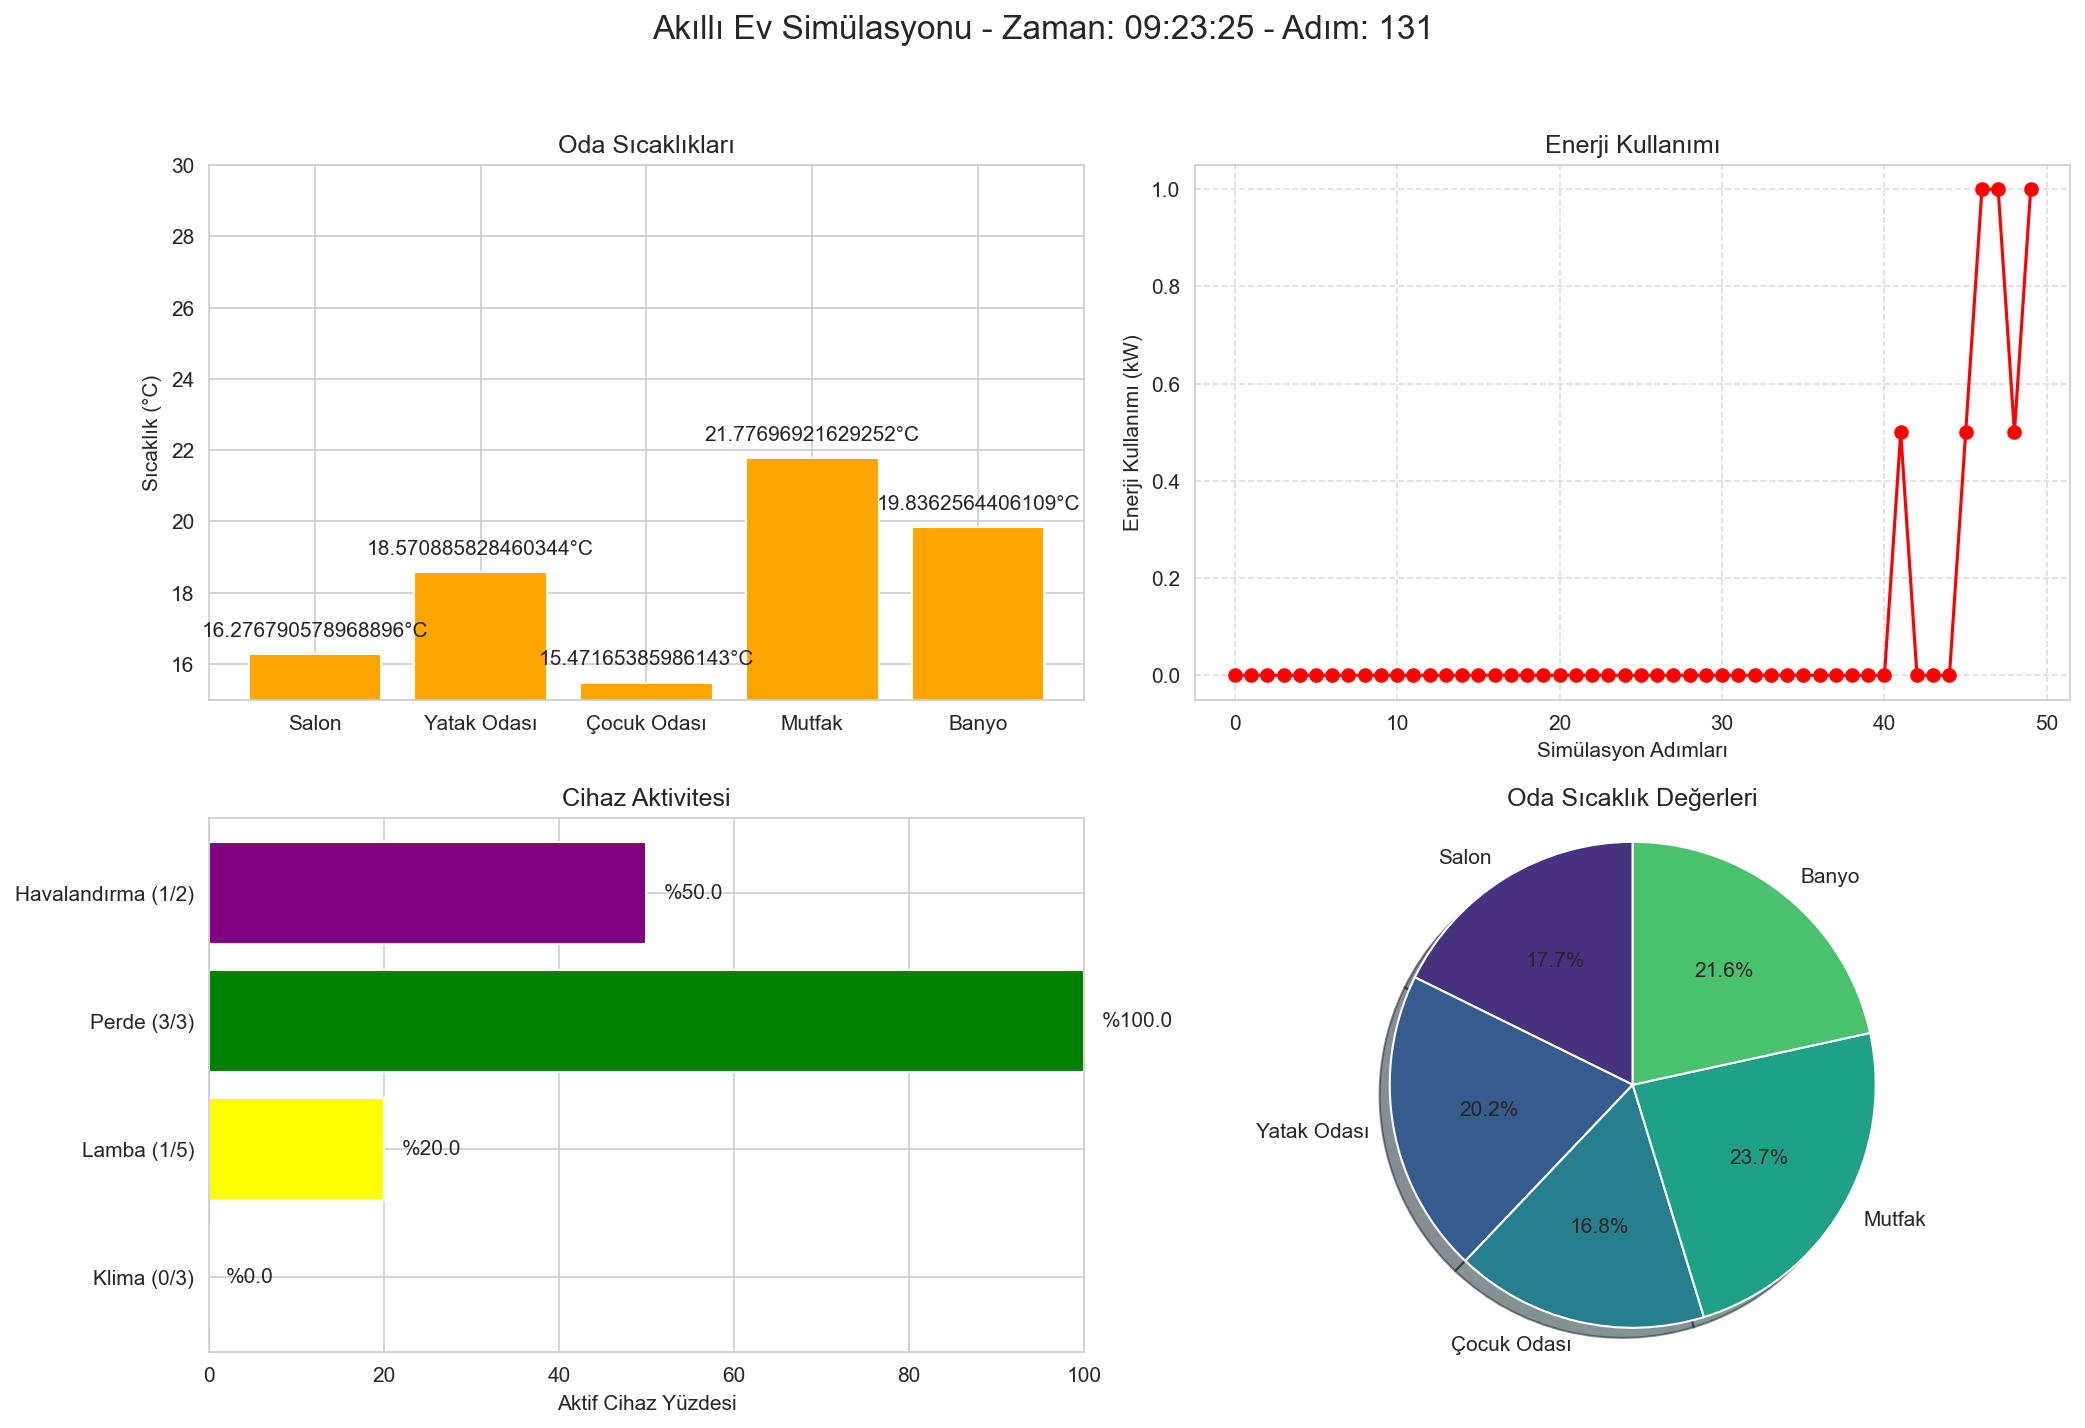 Akıllı Ev Simülasyonu - Zaman: 09:23:25 - Adım: 131
Oda Sıcaklıkları
Sıcaklık (°C)
30
28
26
24
22
20
18
16
16.276790578968896°C
18.570885828460344°C
15.47165385986143°C
21.77696921629252°C
19.8362564406109°C
Salon
Yatak Odası
Çocuk Odası
Mutfak
Banyo
Enerji Kullanımı
Enerji Kullanımı (kW)
1.0
0.8
0.6
0.4
0.2
0.0
0
10
20
30
40
50
Simülasyon Adımları
Cihaz Aktivitesi
Havalandırma (1/2)
%50.0
Perde (3/3)
%100.0
Lamba (1/5)
%20.0
Klima (0/3)
%0.0
0
20
40
60
80
100
Aktif Cihaz Yüzdesi
Oda Sıcaklık Değerleri
Salon
17.7%
Banyo
21.6%
Yatak Odası
20.2%
Mutfak
23.7%
Çocuk Odası
16.8%